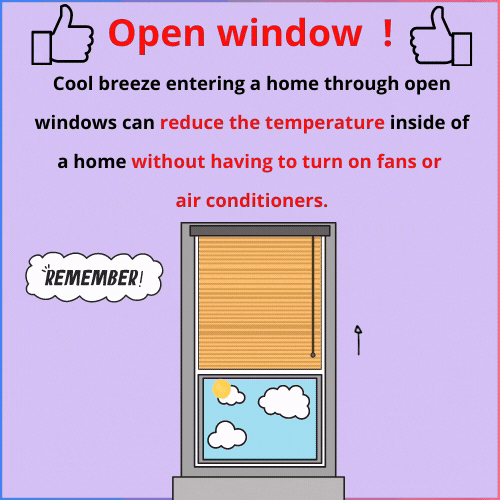 Open window !
Cool breeze entering a home through open
windows can reduce the temperature inside of
a home without having to turn on fans or
air conditioners.
REMEMBER!